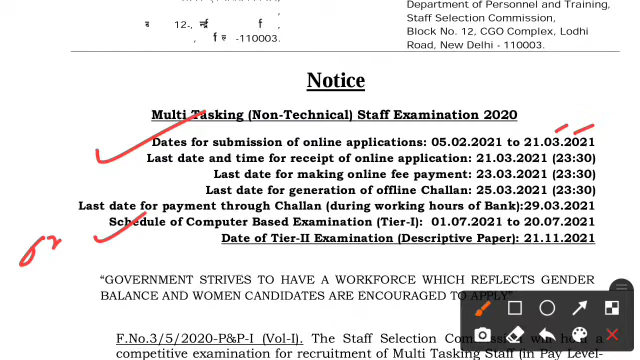 Department of Personnel and Training,
Staff Selection Commission,
Block No. 12, CGO Complex, Lodhi
Road, New Delhi - 110003.
12-,
-110003.
Notice
Multi Tasking (Non-Technical) Staff Examination 2020
Dates for submission of online applications: 05.02.2021 to 21.03.2021
Last date and time for receipt of online application: 21.03.2021 (23:30)
Last date for making online fee payment: 23.03.2021 (23:30)
Last date for generation of offline Challan: 25.03.2021 (23:30)
Last date for payment through Challan (during working hours of Bank):29.03.2021
Schedule of Computer Based Examination (Tier-I): 01.07.2021 to 20.07.2021
Date of Tier-II Examination (Descriptive Paper): 21.11.2021
“GOVERNMENT STRIVES TO HAVE A WORKFORCE WHICH REFLECTS GENDER
BALANCE AND WOMEN CANDIDATES ARE ENCOURAGED TO APPLY”
F.No.3/5/2020-P&P-I (Vol-I). The Staff Selection
competitive examination for recruitment of Multi Tasking Staff (in Pay Level-